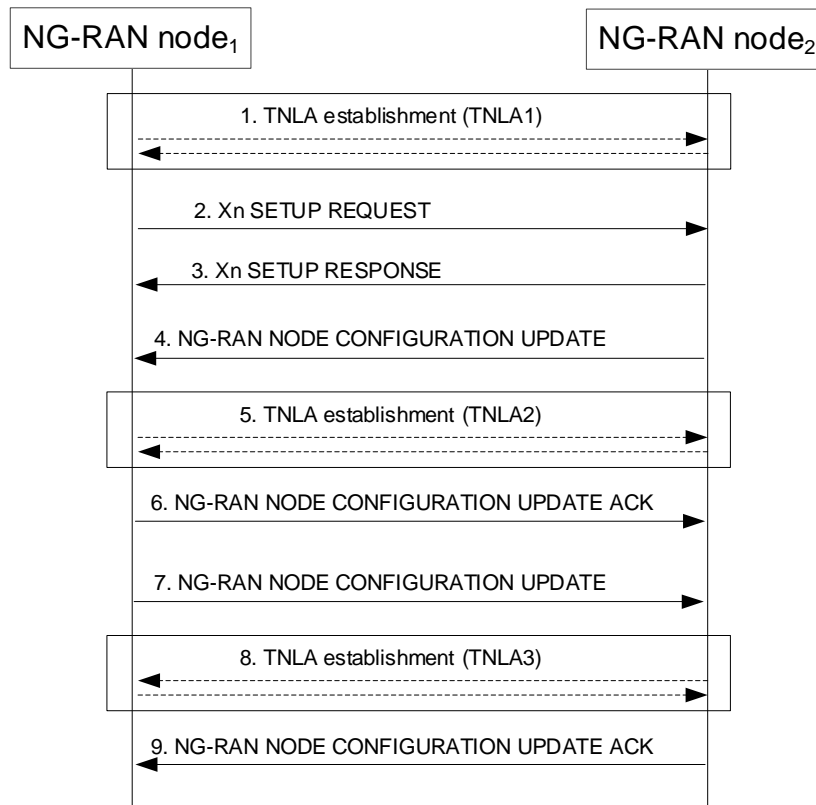 NG-RAN node₁
NG-RAN node₂
1. TNLA establishment (TNLA1)
2. Xn SETUP REQUEST
3. Xn SETUP RESPONSE
4. NG-RAN NODE CONFIGURATION UPDATE
5. TNLA establishment (TNLA2)
6. NG-RAN NODE CONFIGURATION UPDATE ACK
7. NG-RAN NODE CONFIGURATION UPDATE
8. TNLA establishment (TNLA3)
9. NG-RAN NODE CONFIGURATION UPDATE ACK